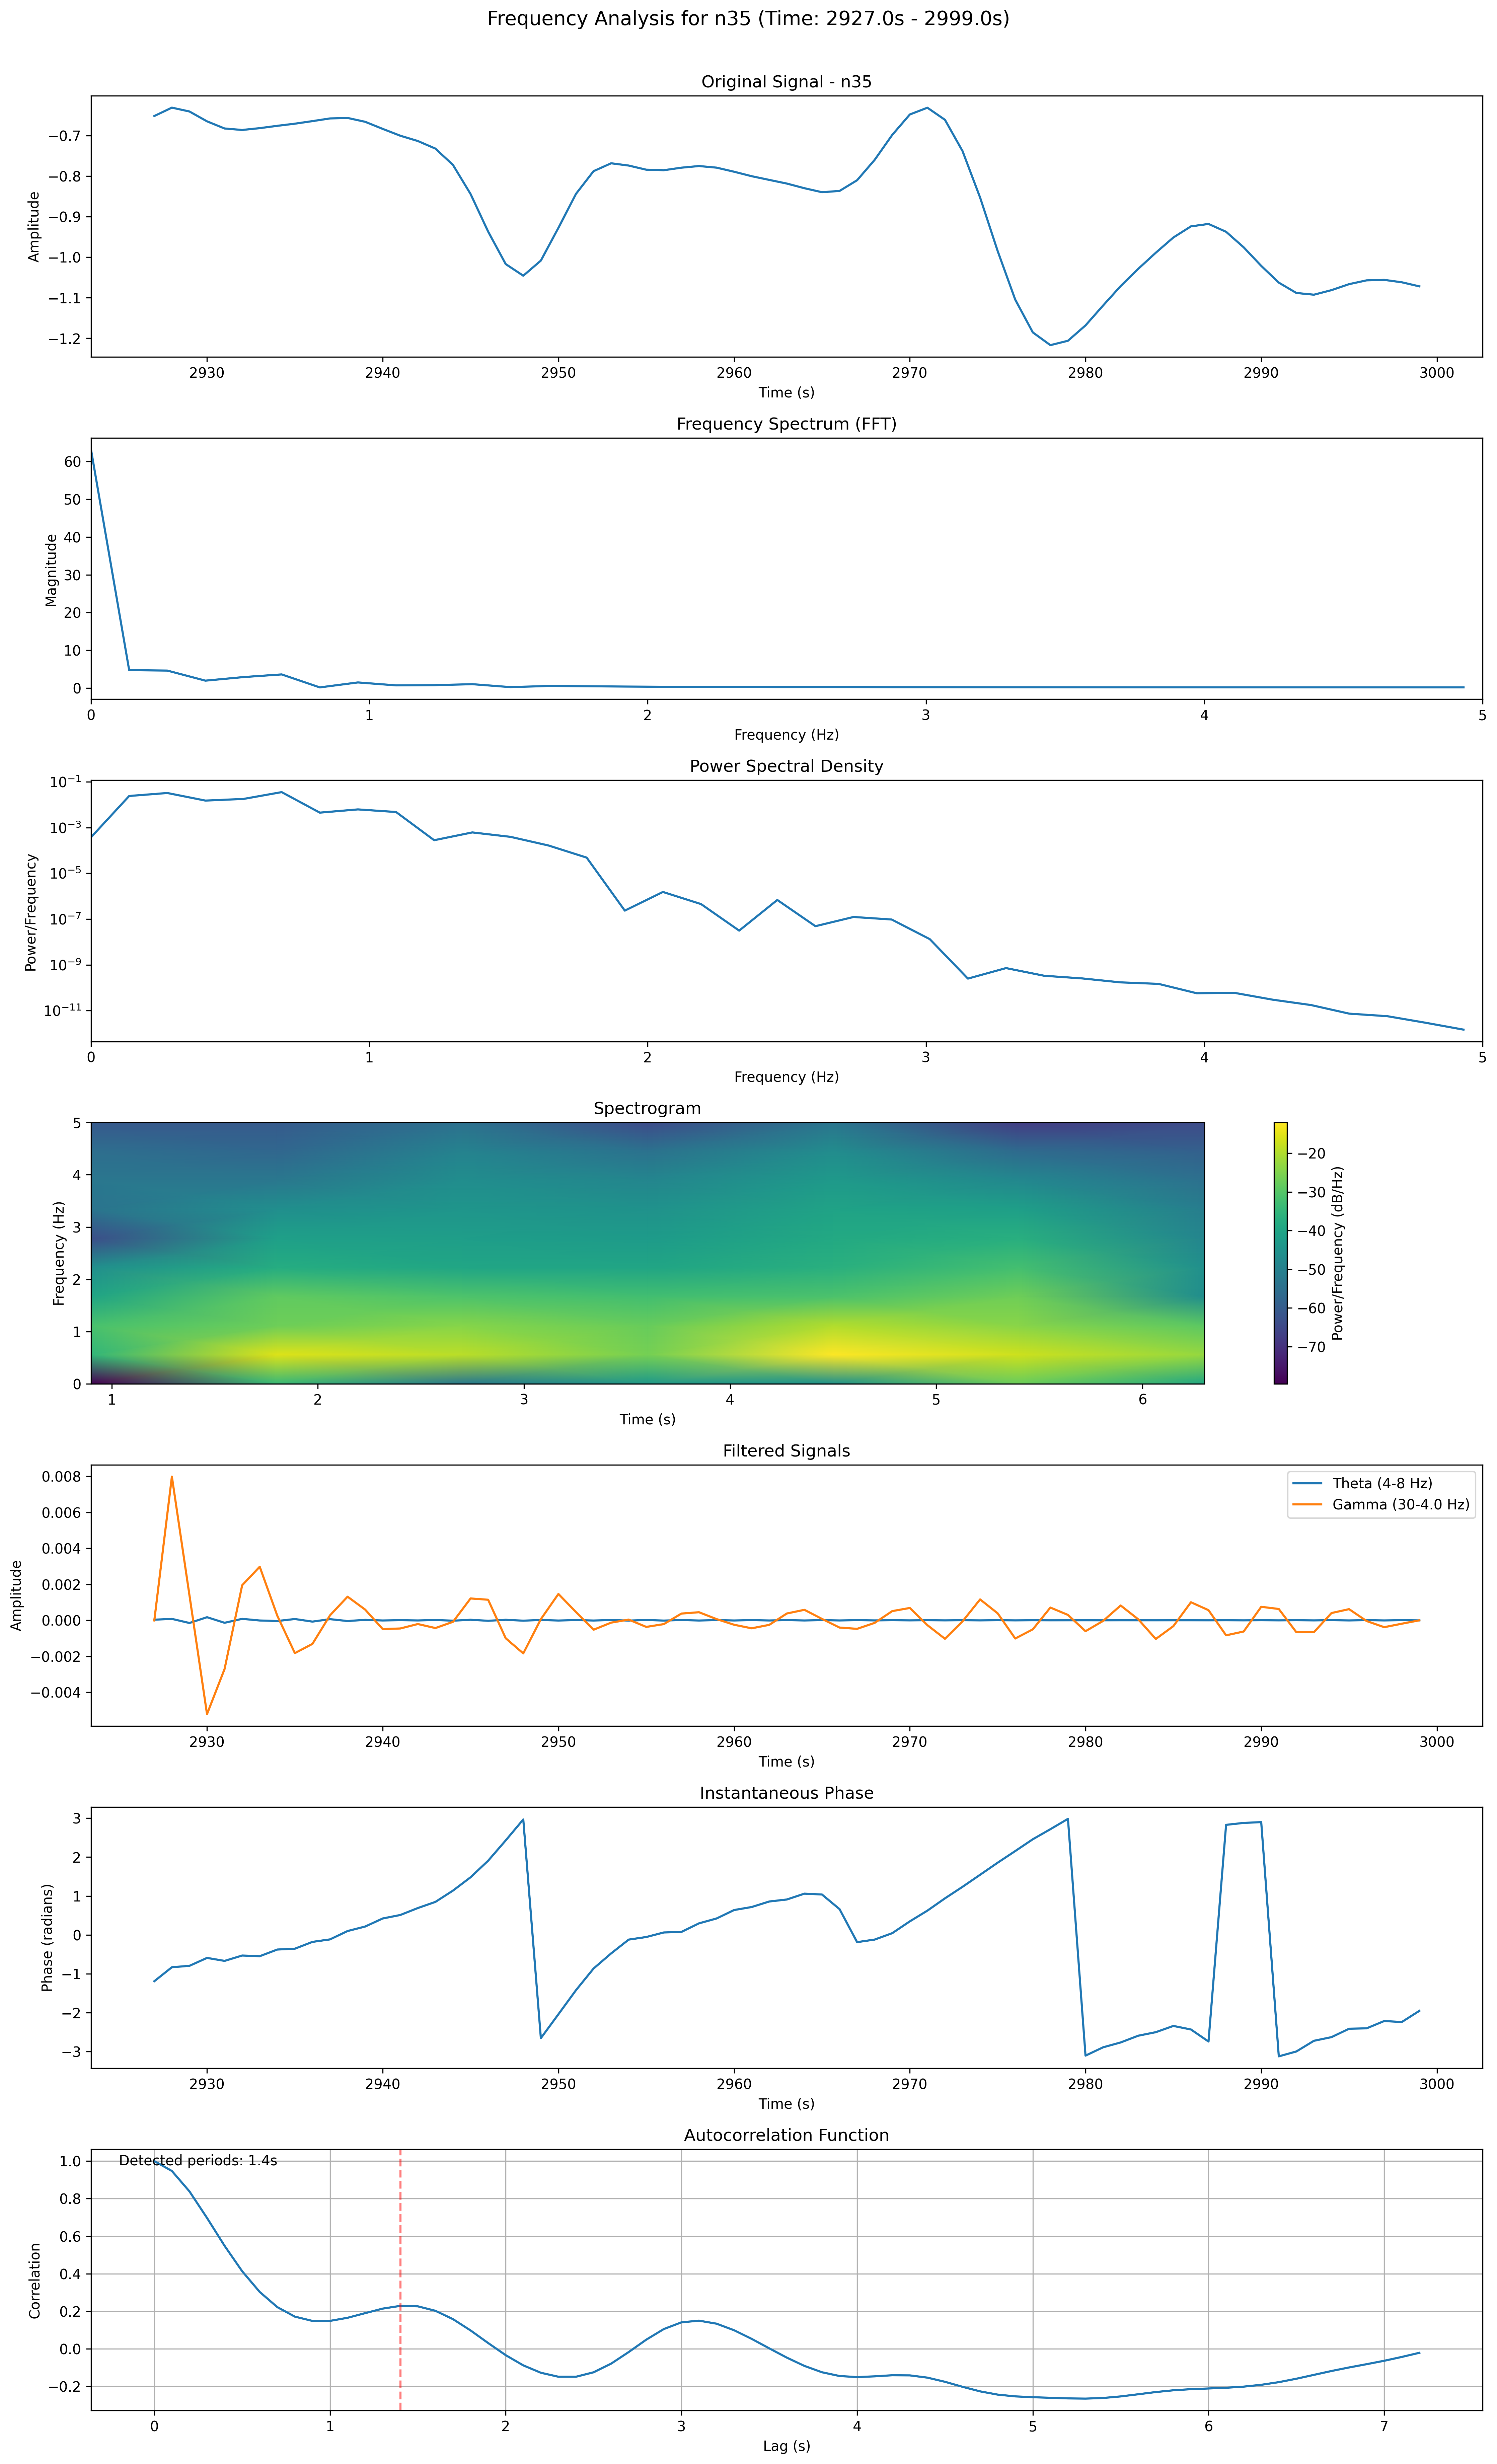 Frequency Analysis for n35 (Time: 2927.0s - 2999.0s)
Original Signal - n35
Amplitude
−0.7
−0.8
−0.9
−1.0
−1.1
−1.2
2930 2940 2950 2960 2970 2980 2990 3000
Time (s)
Frequency Spectrum (FFT)
Magnitude
60
50
40
30
20
10
0
0 1 2 3 4 5
Frequency (Hz)
Power Spectral Density
Power/Frequency
10⁻¹
10⁻³
10⁻⁵
10⁻⁷
10⁻⁹
10⁻¹¹
0 1 2 3 4 5
Frequency (Hz)
Spectrogram
Frequency (Hz)
5
4
3
2
1
0
1 2 3 4 5 6
Time (s)
−20
−30
−40
−50
−60
−70
Power/Frequency (dB/Hz)
Filtered Signals
Amplitude
0.008
0.006
0.004
0.002
0.000
−0.002
−0.004
Theta (4-8 Hz)
Gamma (30-4.0 Hz)
2930 2940 2950 2960 2970 2980 2990 3000
Time (s)
Instantaneous Phase
Phase (radians)
3
2
1
0
−1
−2
−3
2930 2940 2950 2960 2970 2980 2990 3000
Time (s)
Autocorrelation Function
Detected periods: 1.4s
Correlation
1.0
0.8
0.6
0.4
0.2
0.0
−0.2
0 1 2 3 4 5 6 7
Lag (s)